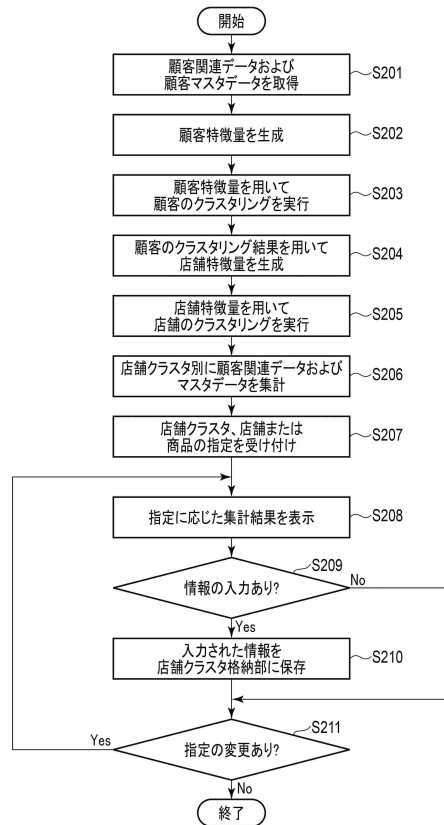 開始
顧客関連データおよび
顧客マスタデータを取得
S201
顧客特徴量を生成
S202
顧客特徴量を用いて
顧客のクラスタリングを実行
S203
顧客のクラスタリング結果を用いて
店舗特徴量を生成
S204
店舗特徴量を用いて
店舗のクラスタリングを実行
S205
店舗クラスタ別に顧客関連データおよび
マスタデータを集計
S206
店舗クラスタ、店舗または
商品の指定を受け付け
S207
指定に応じた集計結果を表示
S208
S209
情報の入力あり?
No
Yes
入力された情報を
店舗クラスタ格納部に保存
S210
S211
Yes
指定の変更あり?
No
終了